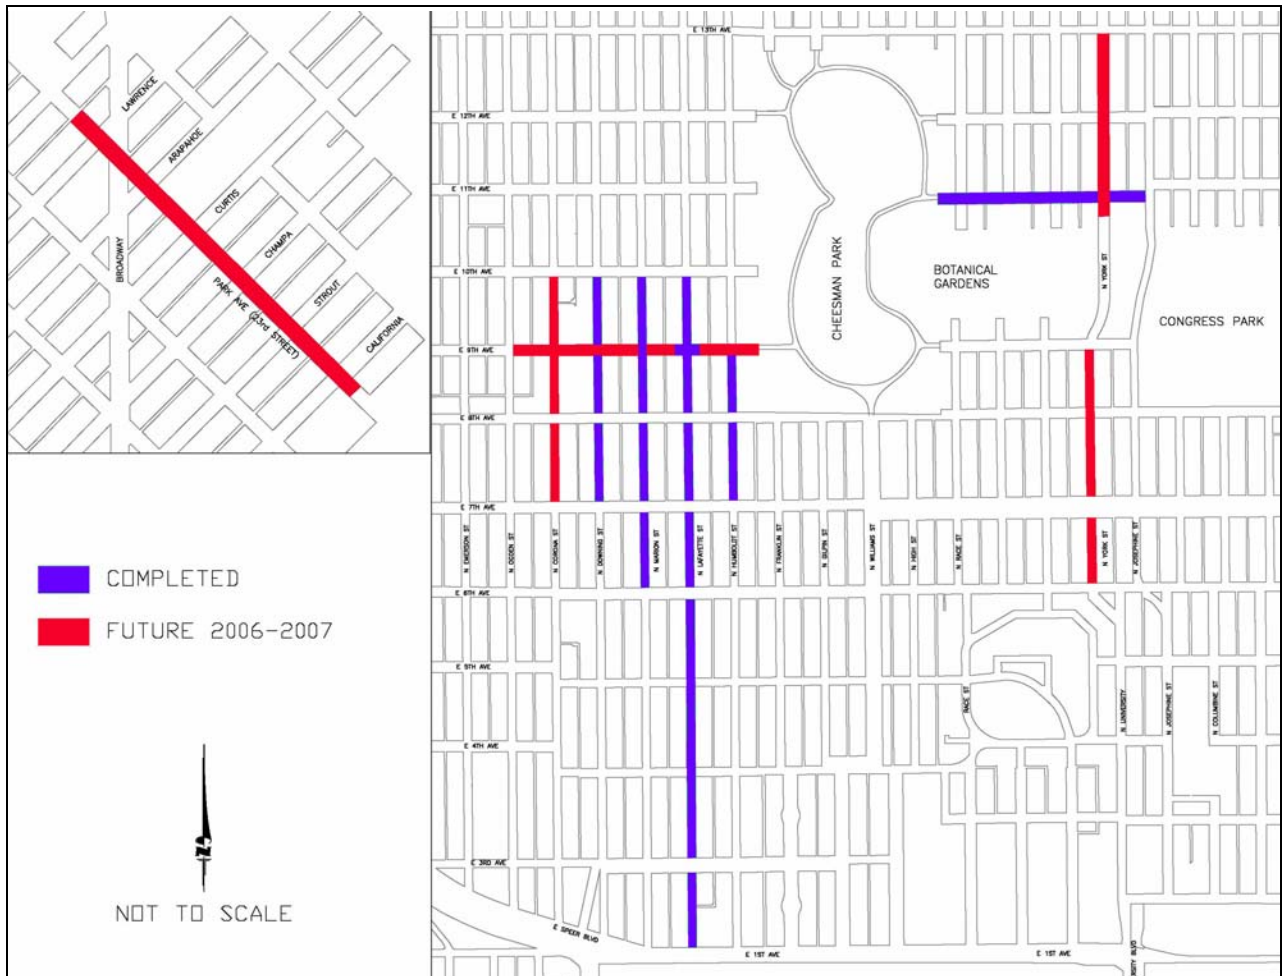 LAWRENCE
ARAPAHOE
CURTIS
CHAMPA
STROUT
CALIFORNIA
BROADWAY
PARK AVE (23rd STREET)
COMPLETED
FUTURE 2006-2007
NOT TO SCALE
E 13TH AVE
E 12TH AVE
E 11TH AVE
E 10TH AVE
E 9TH AVE
E 8TH AVE
CHEESMAN PARK
BOTANICAL
GARDENS
N YORK ST
CONGRESS PARK
E 7TH AVE
N EMERSON ST
N OGDEN ST
N CORONA ST
N DOWNING ST
N MARION ST
N LAFAYETTE ST
N HUMBOLDT ST
N FRANKLIN ST
N GILPIN ST
N WILLIAMS ST
N HIGH ST
N RACE ST
N YORK ST
N JOSEPHINE ST
E 6TH AVE
E 5TH AVE
RACE ST
N UNIVERSITY
N JOSEPHINE ST
N COLUMBINE ST
E 4TH AVE
E 3RD AVE
E SPEER BLVD
E 1ST AVE
E 1ST AVE
RSITY BLVD